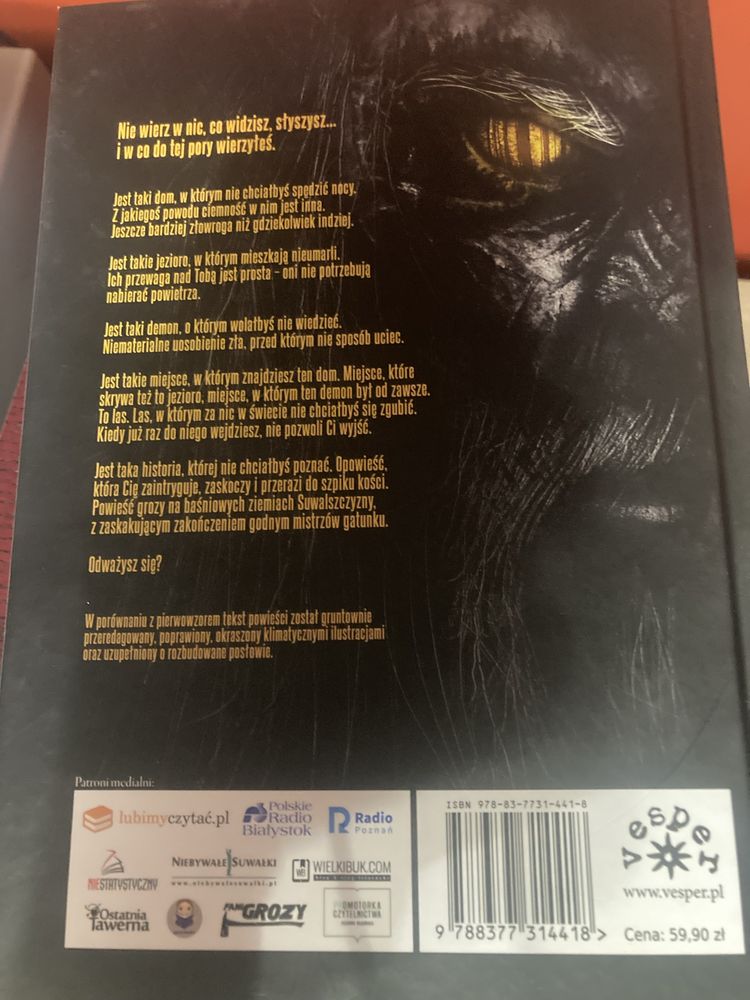 Nie wierz w nic, co widzisz, słyszysz...
i w co do tej pory wierzyłeś.
Jest taki dom, w którym nie chciałbyś spędzić nocy.
Z jakiegoś powodu ciemność w nim jest inna.
Jeszcze bardziej złowroga niż gdziekolwiek indziej.
Jest takie jezioro, w którym mieszkają nieumarli.
Ich przewaga nad Tobą jest prosta - oni nie potrzebują
nabierać powietrza.
Jest taki demon, o którym wolałbyś nie wiedzieć.
Niematerialne uosobienie zła, przed którym nie sposób uciec.
Jest takie miejsce, w którym znajdziesz ten dom. Miejsce, które
skrywa też to jezioro, miejsce, w którym ten demon był od zawsze.
To las. Las, w którym za nic w świecie nie chciałbyś się zgubić.
Kiedy już raz do niego wejdziesz, nie pozwoli Ci wyjść.
Jest taka historia, której nie chciałbyś poznać. Opowieść,
która Cię zaintryguje, zaskoczy i przerazi do szpiku kości.
Powieść grozy na baśniowych ziemiach Suwalszczyzny,
z zaskakującym zakończeniem godnym mistrzów gatunku.
Odważysz się?
W porównaniu z pierwowzorem tekst powieści został gruntownie
przeredagowany, poprawiony, okraszony klimatycznymi ilustracjami
oraz uzupełniony o rozbudowane posłowie.
Patroni medialni:
lubimyczytać.pl
Polskie
Radio
Białystok
Radio
Poznań
NIESTATYSTYCZNY
NIEBYWAŁE SUWAŁKI
www.niebywalesuwalki.pl
WB
WIELKIBUK.COM
Ostatnia
Tawerna
GROZY
PROMOTORKA
CZYTELNICTWA
ISBN 978-83-7731-441-8
9 788377 314418 >
vesper
www.vesper.pl
Cena: 59,90 zł